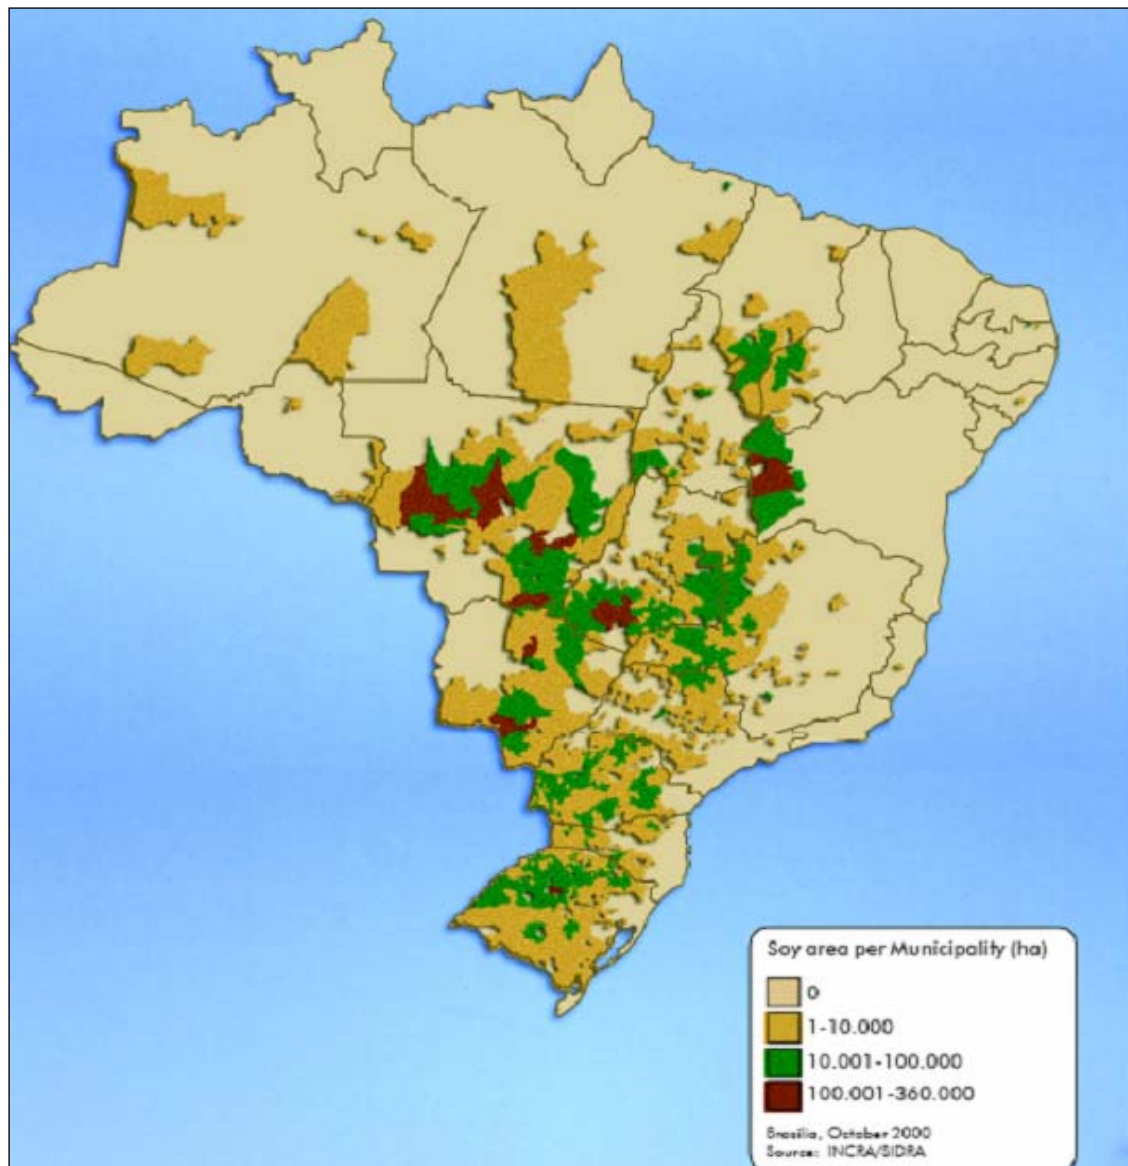 Soy area per Municipality (ha)
0
1-10.000
10.001-100.000
100.001-360.000
Brasília, October 2000
Source: INCRA/SIDRA